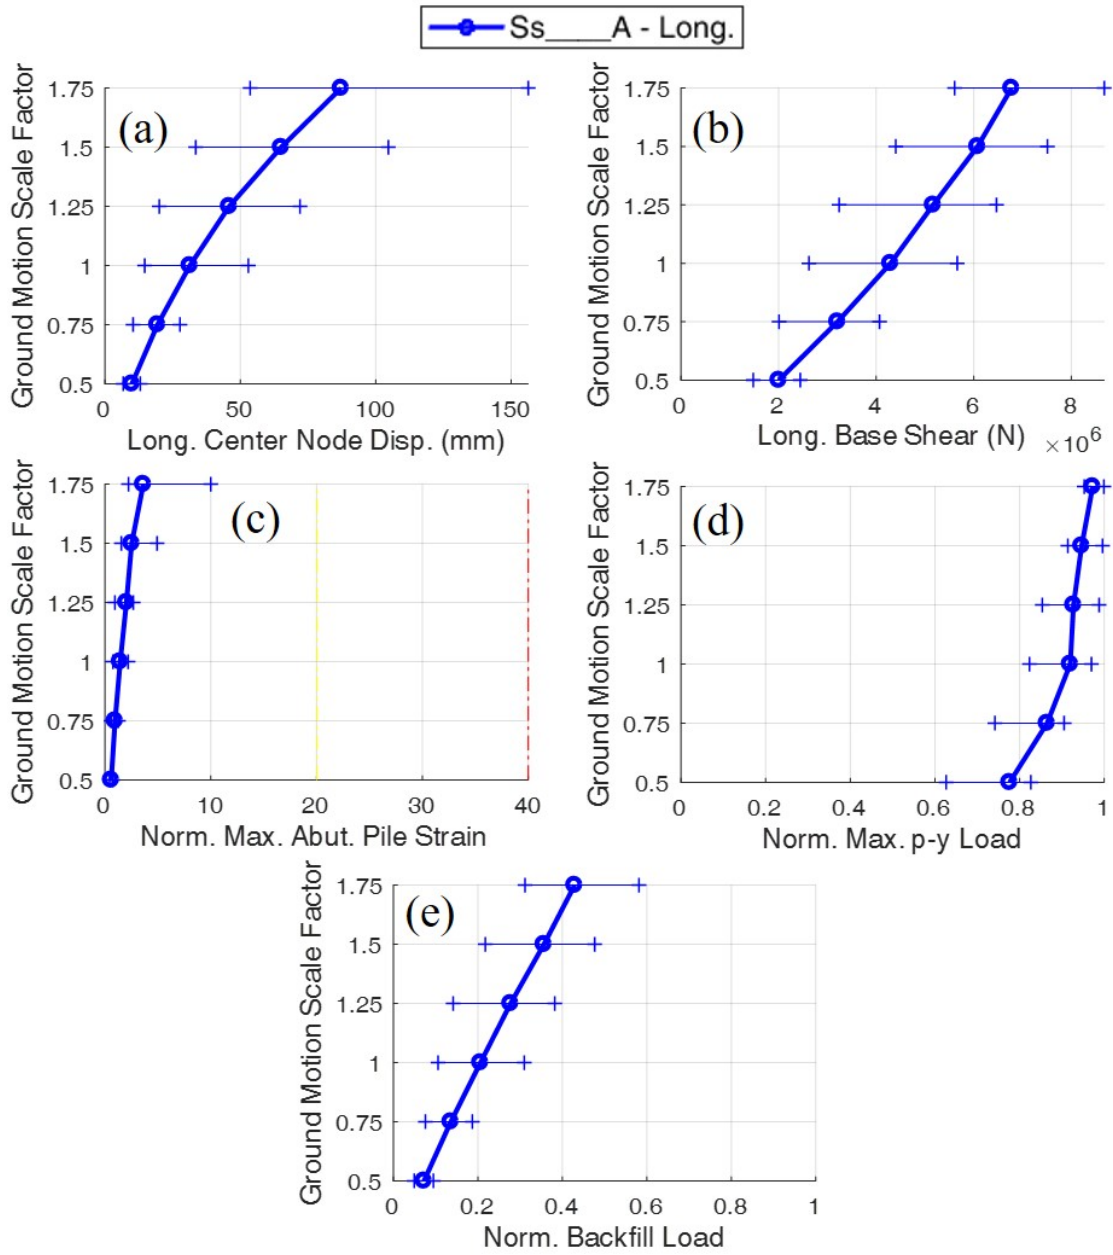 Ss____A - Long.
(a)
Ground Motion Scale Factor
1.75
1.5
1.25
1
0.75
0.5
0 50 100 150
Long. Center Node Disp. (mm)
(b)
Ground Motion Scale Factor
1.75
1.5
1.25
1
0.75
0.5
0 2 4 6 8
Long. Base Shear (N) ×10^6
(c)
Ground Motion Scale Factor
1.75
1.5
1.25
1
0.75
0.5
0 10 20 30 40
Norm. Max. Abut. Pile Strain
(d)
Ground Motion Scale Factor
1.75
1.5
1.25
1
0.75
0.5
0 0.2 0.4 0.6 0.8 1
Norm. Max. p-y Load
(e)
Ground Motion Scale Factor
1.75
1.5
1.25
1
0.75
0.5
0 0.2 0.4 0.6 0.8 1
Norm. Backfill Load